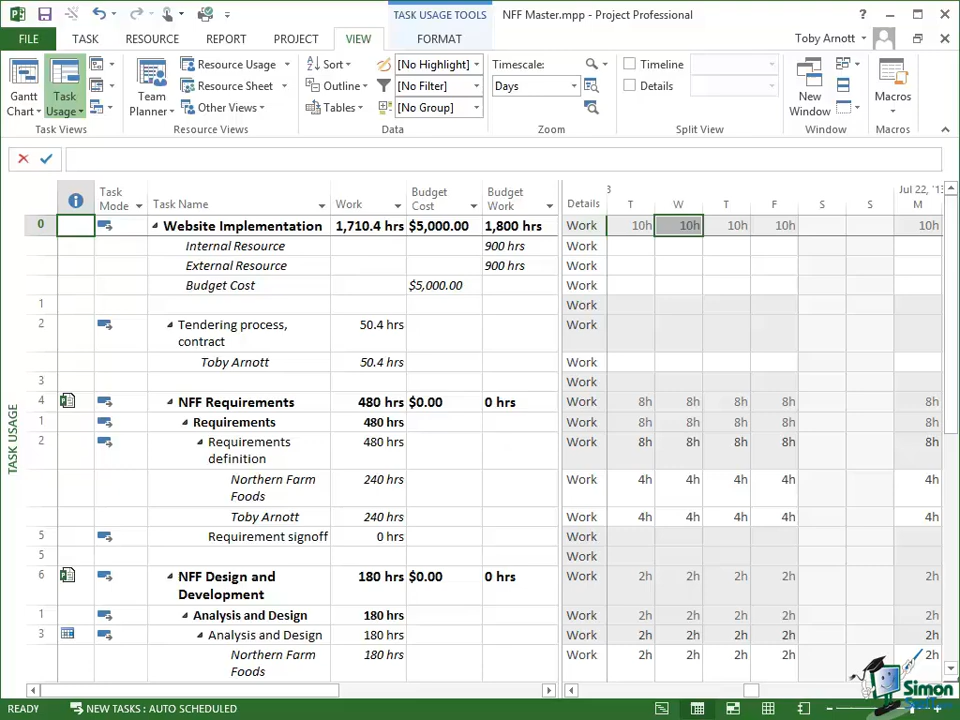 TASK USAGE TOOLS
NFF Master.mpp - Project Professional
FILE TASK RESOURCE REPORT PROJECT VIEW FORMAT Toby Arnott
Gantt Chart
Task Usage
Task Views
Team Planner
Resource Usage
Resource Sheet
Other Views
Resource Views
Sort
Outline
Tables
[No Highlight]
[No Filter]
[No Group]
Data
Timescale:
Days
Zoom
Timeline
Details
Split View
New Window
Window
Macros
Macros
Task Mode Task Name Work Budget Cost Budget Work Details 3 T W T F S S Jul 22, '13 M
0 Website Implementation 1,710.4 hrs $5,000.00 1,800 hrs Work 10h 10h 10h 10h 10h
Internal Resource 900 hrs Work
External Resource 900 hrs Work
Budget Cost $5,000.00 Work
1 Work
2 Tendering process, 50.4 hrs Work
contract
Toby Arnott 50.4 hrs Work
3 Work
4 NFF Requirements 480 hrs $0.00 0 hrs Work 8h 8h 8h 8h 8h
1 Requirements 480 hrs Work 8h 8h 8h 8h 8h
2 Requirements 480 hrs Work 8h 8h 8h 8h 8h
definition
Northern Farm 240 hrs Work 4h 4h 4h 4h 4h
Foods
Toby Arnott 240 hrs Work 4h 4h 4h 4h 4h
5 Requirement signoff 0 hrs Work
5 Work
6 NFF Design and 180 hrs $0.00 0 hrs Work 2h 2h 2h 2h 2h
Development
1 Analysis and Design 180 hrs Work 2h 2h 2h 2h 2h
3 Analysis and Design 180 hrs Work 2h 2h 2h 2h 2h
Northern Farm 180 hrs Work 2h 2h 2h 2h 2h
Foods
TASK USAGE
READY NEW TASKS : AUTO SCHEDULED
Simon